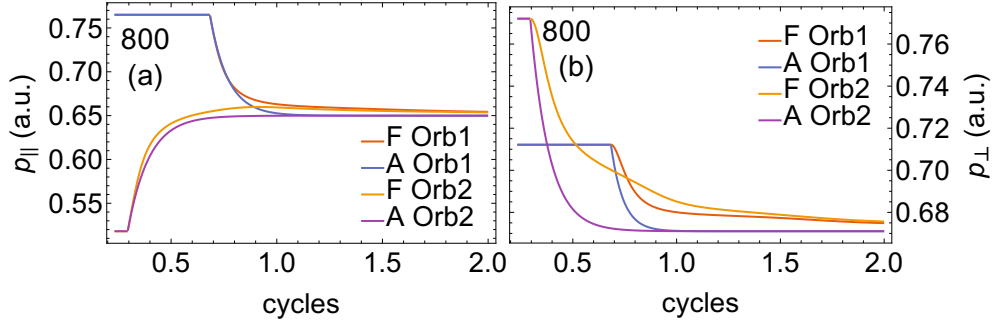 0.75
0.70
0.65
0.60
0.55
p∥ (a.u.)
800
(a)
F Orb1
A Orb1
F Orb2
A Orb2
0.5 1.0 1.5 2.0
cycles
800
(b)
F Orb1
A Orb1
F Orb2
A Orb2
0.76
0.74
0.72
0.70
0.68
p⊥ (a.u.)
0.5 1.0 1.5 2.0
cycles